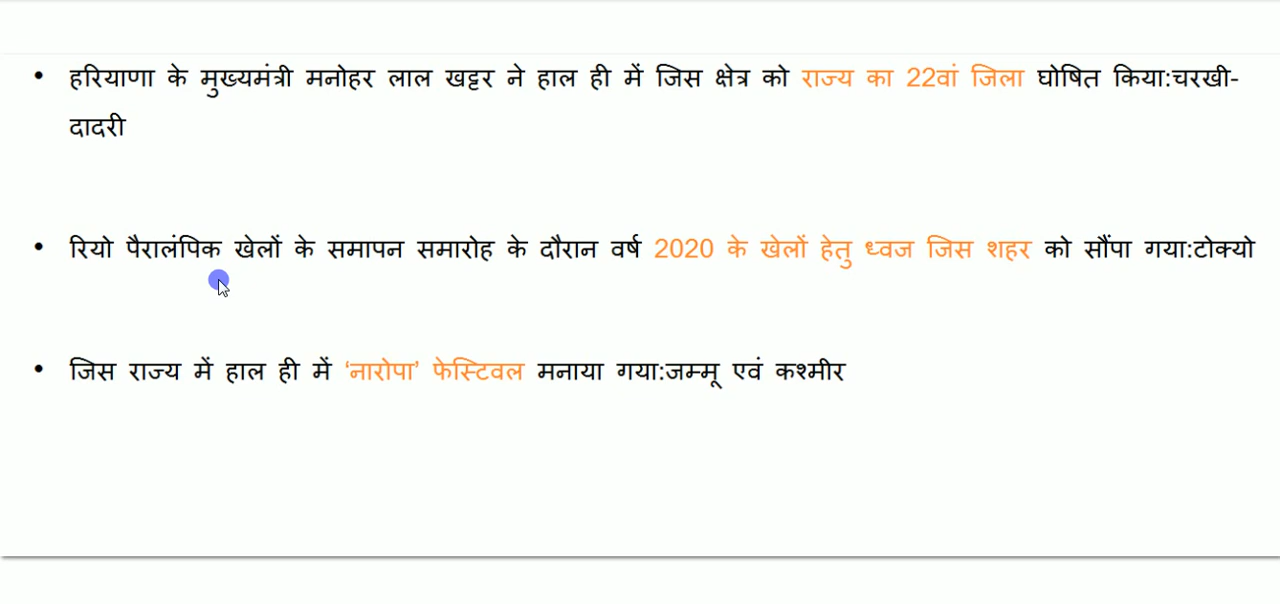 • हरियाणा के मुख्यमंत्री मनोहर लाल खट्टर ने हाल ही में जिस क्षेत्र को राज्य का 22वां जिला घोषित किया:चरखी-
दादरी
• रियो पैरालंपिक खेलों के समापन समारोह के दौरान वर्ष 2020 के खेलों हेतु ध्वज जिस शहर को सौंपा गया:टोक्यो
• जिस राज्य में हाल ही में ‘नारोपा’ फेस्टिवल मनाया गया:जम्मू एवं कश्मीर